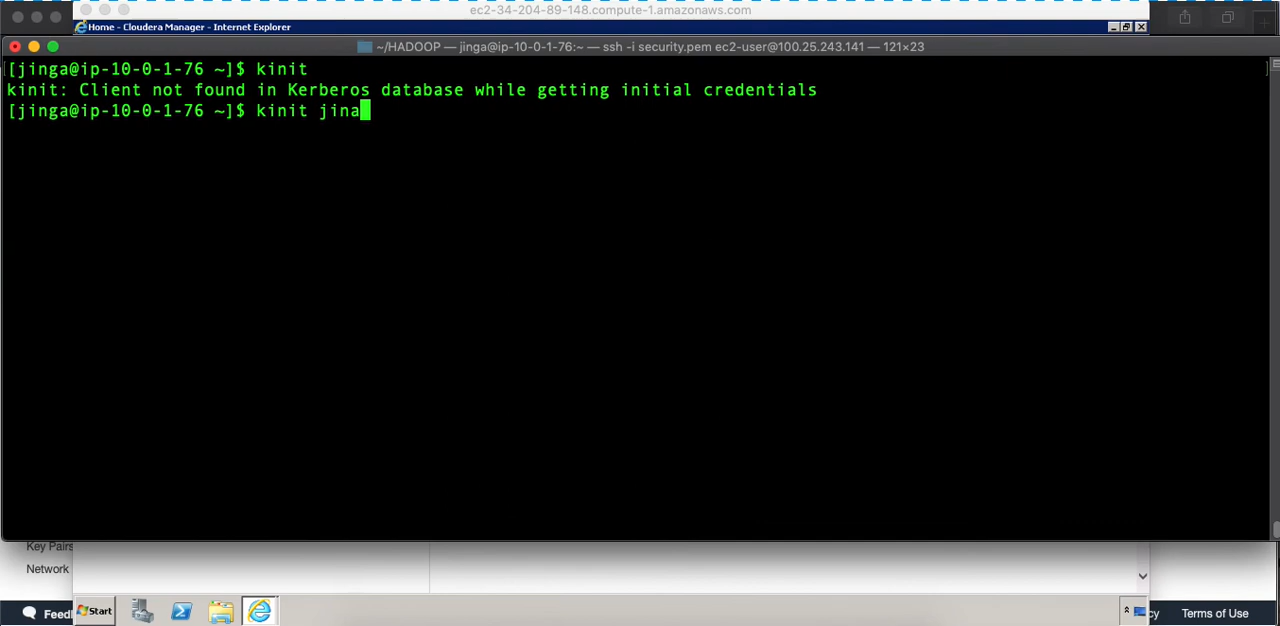 ec2-34-204-89-148.compute-1.amazonaws.com
Home - Cloudera Manager - Internet Explorer
~/HADOOP — jinga@ip-10-0-1-76:~ — ssh -i security.pem ec2-user@100.25.243.141 — 121×23
[jinga@ip-10-0-1-76 ~]$ kinit
kinit: Client not found in Kerberos database while getting initial credentials
[jinga@ip-10-0-1-76 ~]$ kinit jina
Key Pairs
Network
Feed
Start
cy
Terms of Use